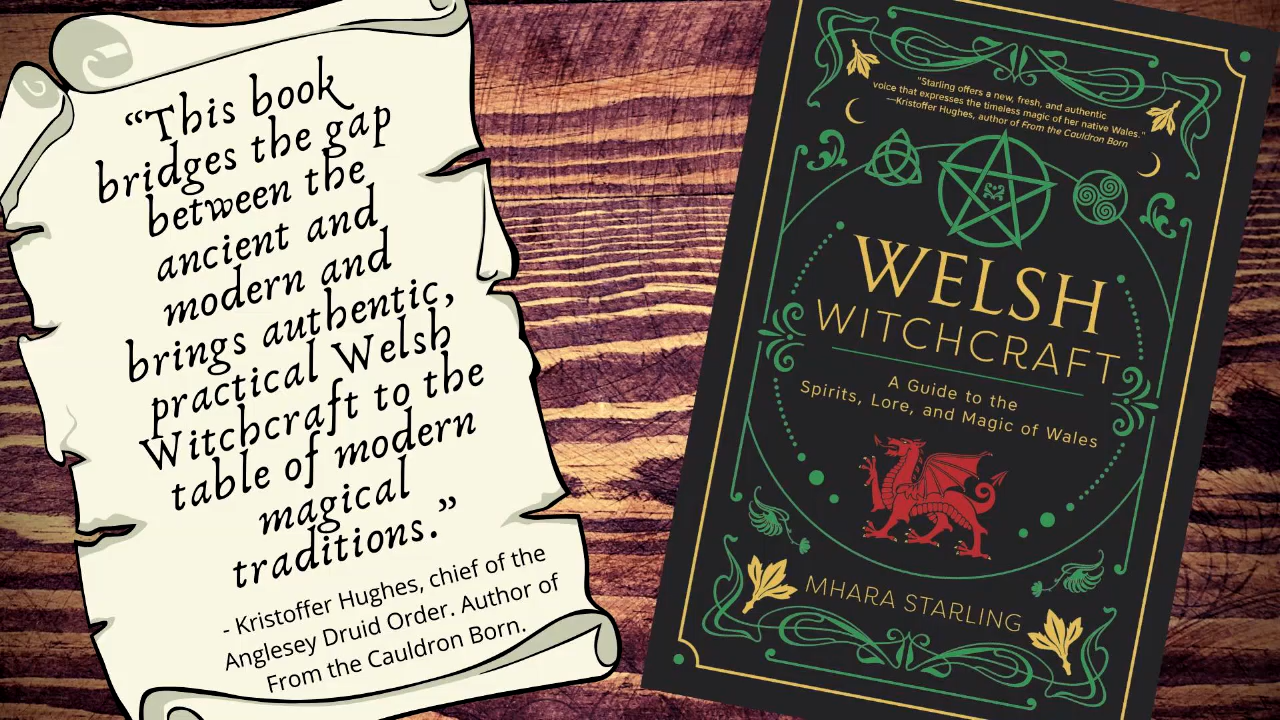 “This book
bridges the gap
between the
ancient and
modern and
brings authentic,
practical Welsh
Witchcraft to the
table of modern
magical
traditions.”
- Kristoffer Hughes, chief of the
Anglesey Druid Order. Author of
From the Cauldron Born.
"Starling offers a new, fresh, and authentic
voice that expresses the timeless magic of her native Wales."
—Kristoffer Hughes, author of From the Cauldron Born
WELSH
WITCHCRAFT
A Guide to the
Spirits, Lore, and Magic of Wales
MHARA STARLING